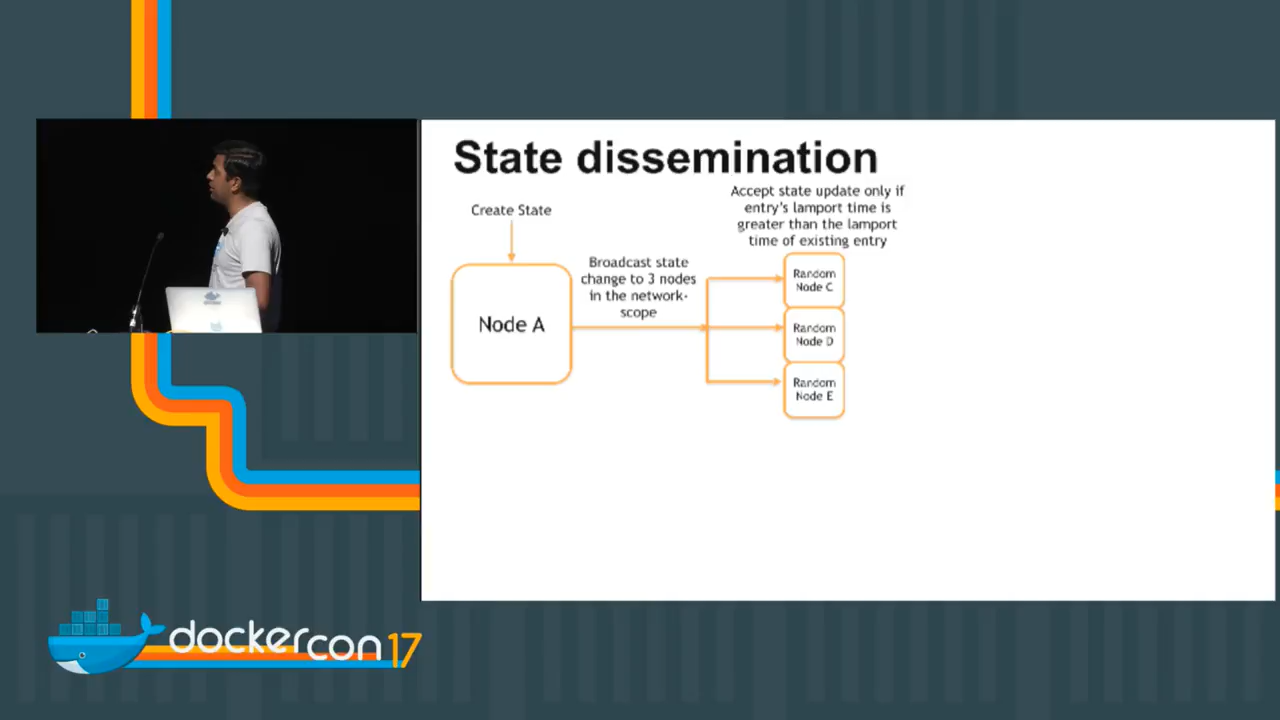 State dissemination
Create State
Accept state update only if
entry's lamport time is
greater than the lamport
time of existing entry
Broadcast state
change to 3 nodes
in the network-
scope
Node A
Random
Node C
Random
Node D
Random
Node E
dockercon 17